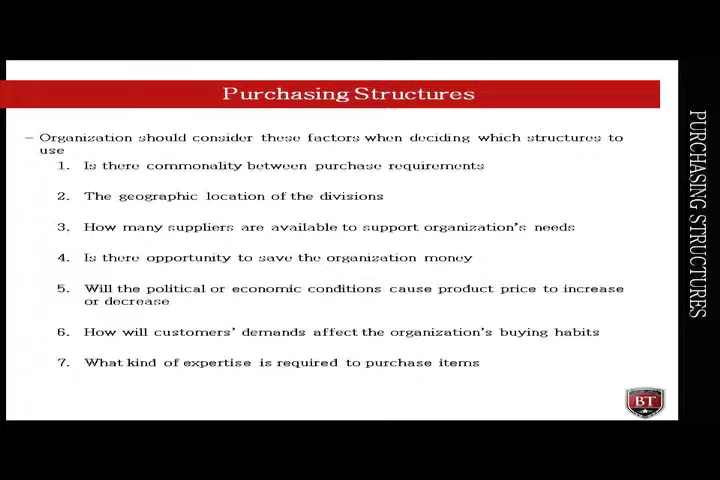 Purchasing Structures
– Organization should consider these factors when deciding which structures to
use
1. Is there commonality between purchase requirements
2. The geographic location of the divisions
3. How many suppliers are available to support organization's needs
4. Is there opportunity to save the organization money
5. Will the political or economic conditions cause product price to increase
or decrease
6. How will customers' demands affect the organization's buying habits
7. What kind of expertise is required to purchase items
PURCHASING STRUCTURES
BT